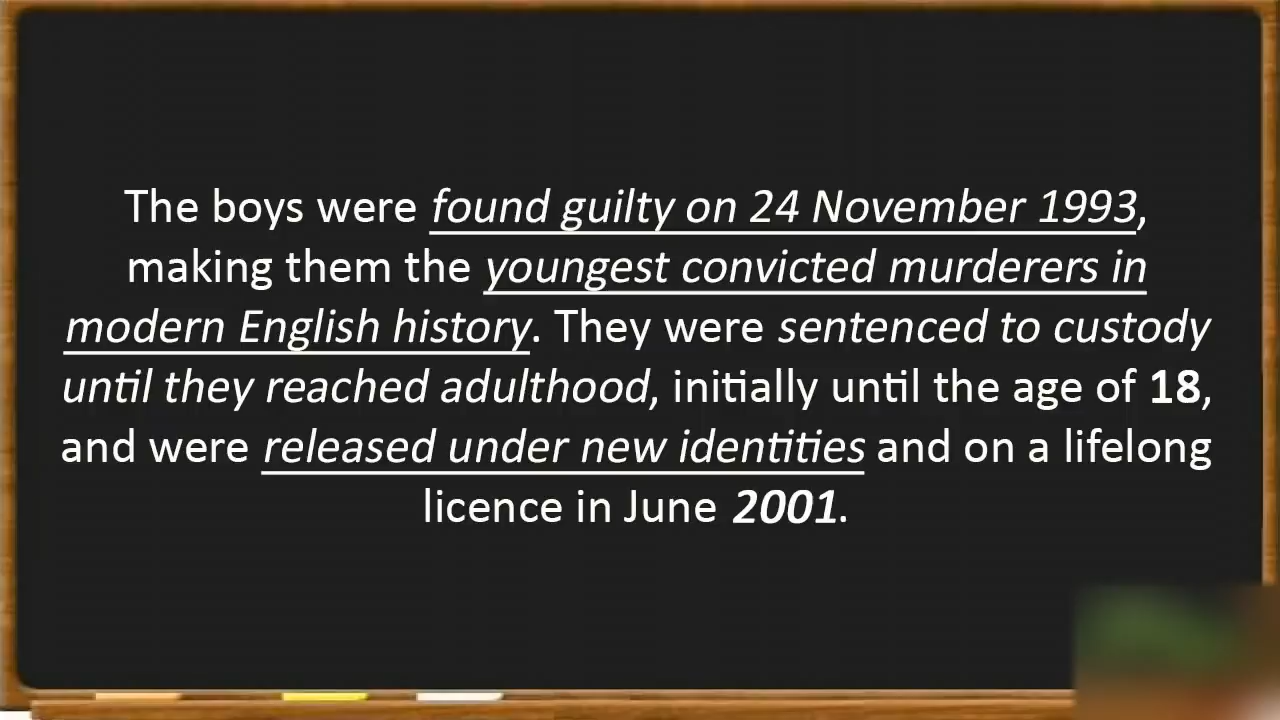 The boys were found guilty on 24 November 1993,
making them the youngest convicted murderers in
modern English history. They were sentenced to custody
until they reached adulthood, initially until the age of 18,
and were released under new identities and on a lifelong
licence in June 2001.